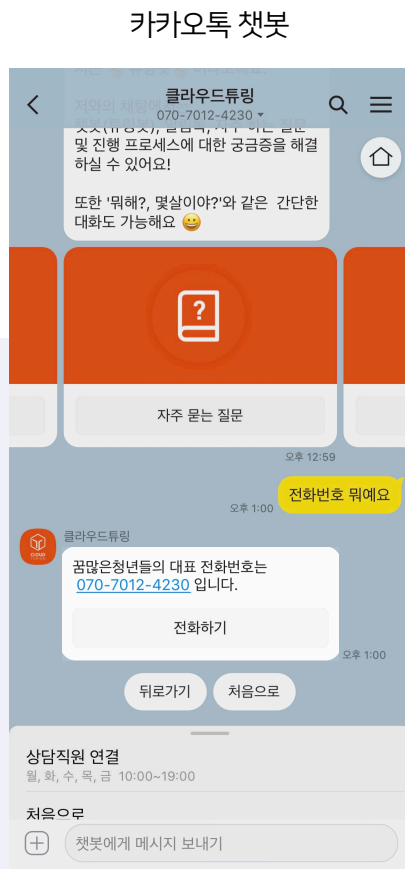 카카오톡 챗봇
클라우드튜링
070-7012-4230
및 진행 프로세스에 대한 궁금증을 해결
하실 수 있어요!
또한 '뭐해?, 몇살이야?'와 같은 간단한
대화도 가능해요 😀
?
자주 묻는 질문
오후 12:59
전화번호 뭐예요
오후 1:00
클라우드튜링
CLOUD
꿈많은청년들의 대표 전화번호는
070-7012-4230 입니다.
전화하기
오후 1:00
뒤로가기 처음으로
상담직원 연결
월, 화, 수, 목, 금 10:00~19:00
처음으로
챗봇에게 메시지 보내기